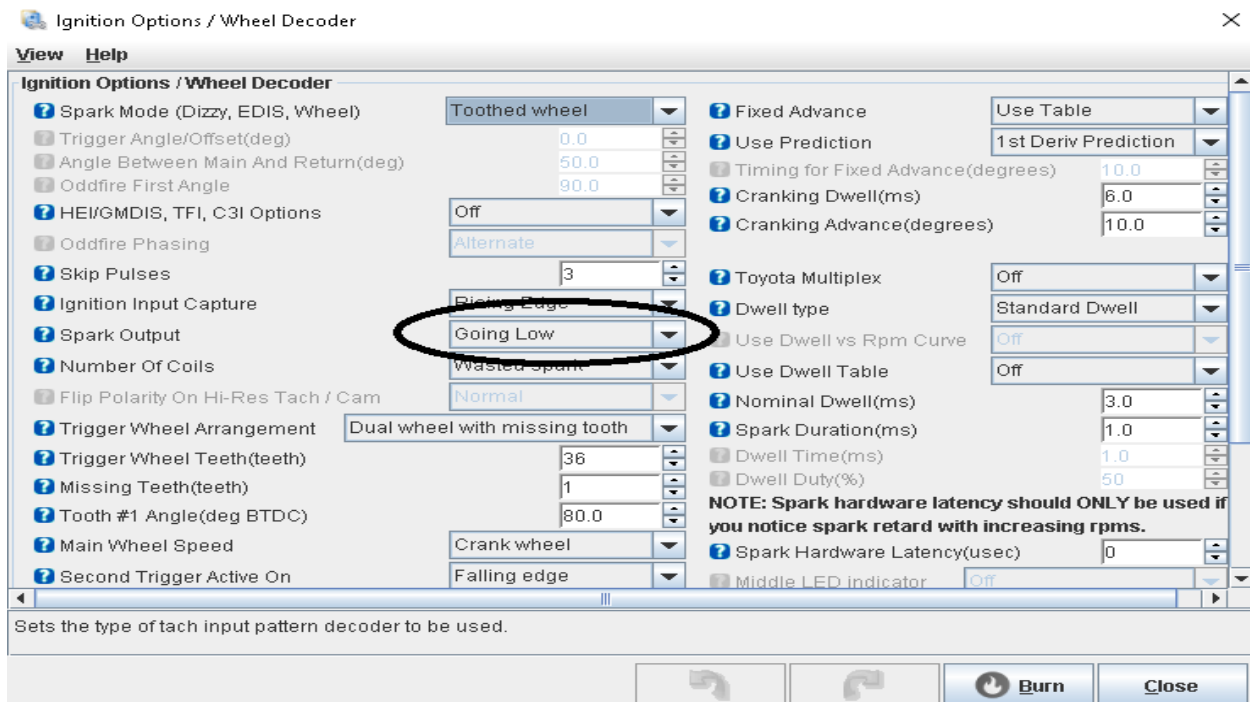 Ignition Options / Wheel Decoder
View Help
Ignition Options / Wheel Decoder
Spark Mode (Dizzy, EDIS, Wheel) Toothed wheel
Trigger Angle/Offset(deg) 0.0
Angle Between Main And Return(deg) 50.0
Oddfire First Angle 90.0
HEI/GMDIS, TFI, C3I Options Off
Oddfire Phasing Alternate
Skip Pulses 3
Ignition Input Capture Rising Edge
Spark Output Going Low
Number Of Coils Wasted spark
Flip Polarity On Hi-Res Tach / Cam Normal
Trigger Wheel Arrangement Dual wheel with missing tooth
Trigger Wheel Teeth(teeth) 36
Missing Teeth(teeth) 1
Tooth #1 Angle(deg BTDC) 80.0
Main Wheel Speed Crank wheel
Second Trigger Active On Falling edge
Fixed Advance Use Table
Use Prediction 1st Deriv Prediction
Timing for Fixed Advance(degrees) 10.0
Cranking Dwell(ms) 6.0
Cranking Advance(degrees) 10.0
Toyota Multiplex Off
Dwell type Standard Dwell
Use Dwell vs Rpm Curve Off
Use Dwell Table Off
Nominal Dwell(ms) 3.0
Spark Duration(ms) 1.0
Dwell Time(ms) 1.0
Dwell Duty(%) 50
NOTE: Spark hardware latency should ONLY be used if
you notice spark retard with increasing rpms.
Spark Hardware Latency(usec) 0
Middle LED indicator Off
Sets the type of tach input pattern decoder to be used.
Burn Close